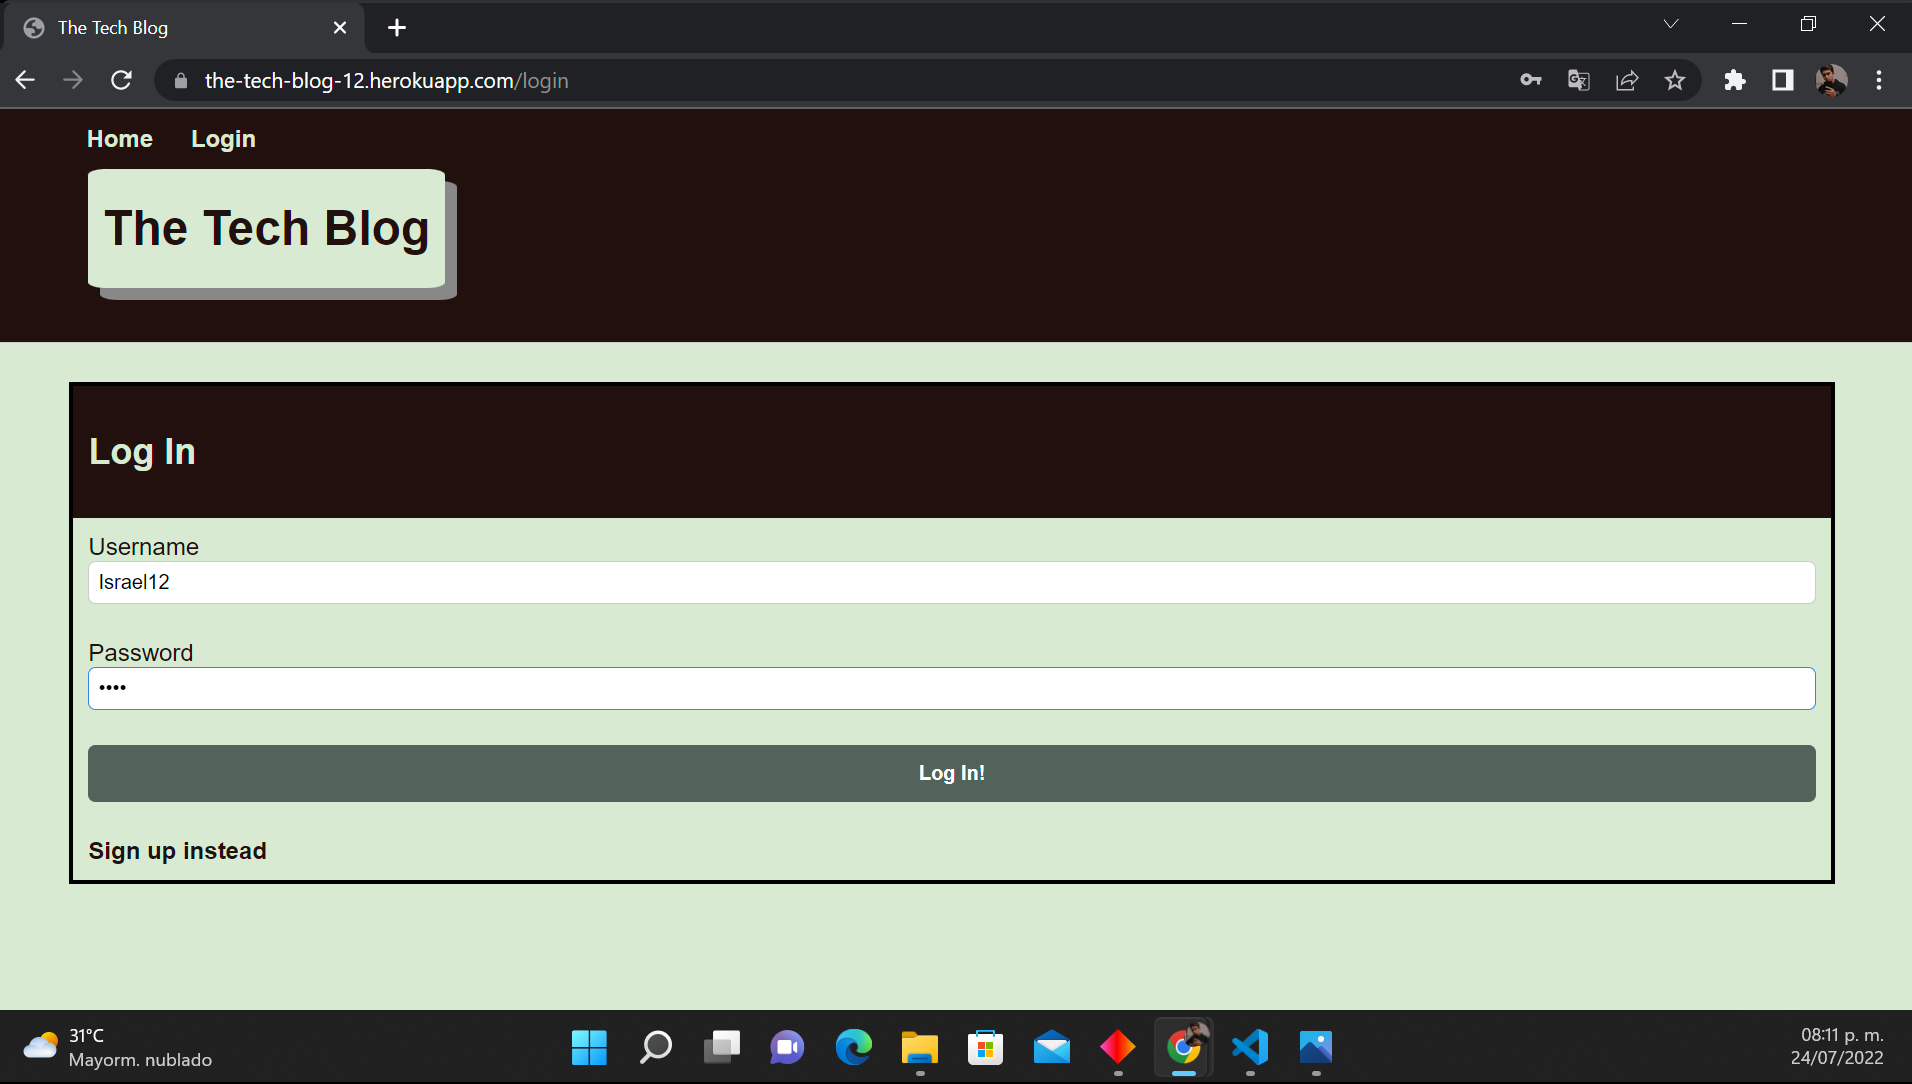 The Tech Blog
the-tech-blog-12.herokuapp.com/login
Home Login
The Tech Blog
Log In
Username
Israel12
Password
••••
Log In!
Sign up instead
31°C
Mayorm. nublado
08:11 p. m.
24/07/2022